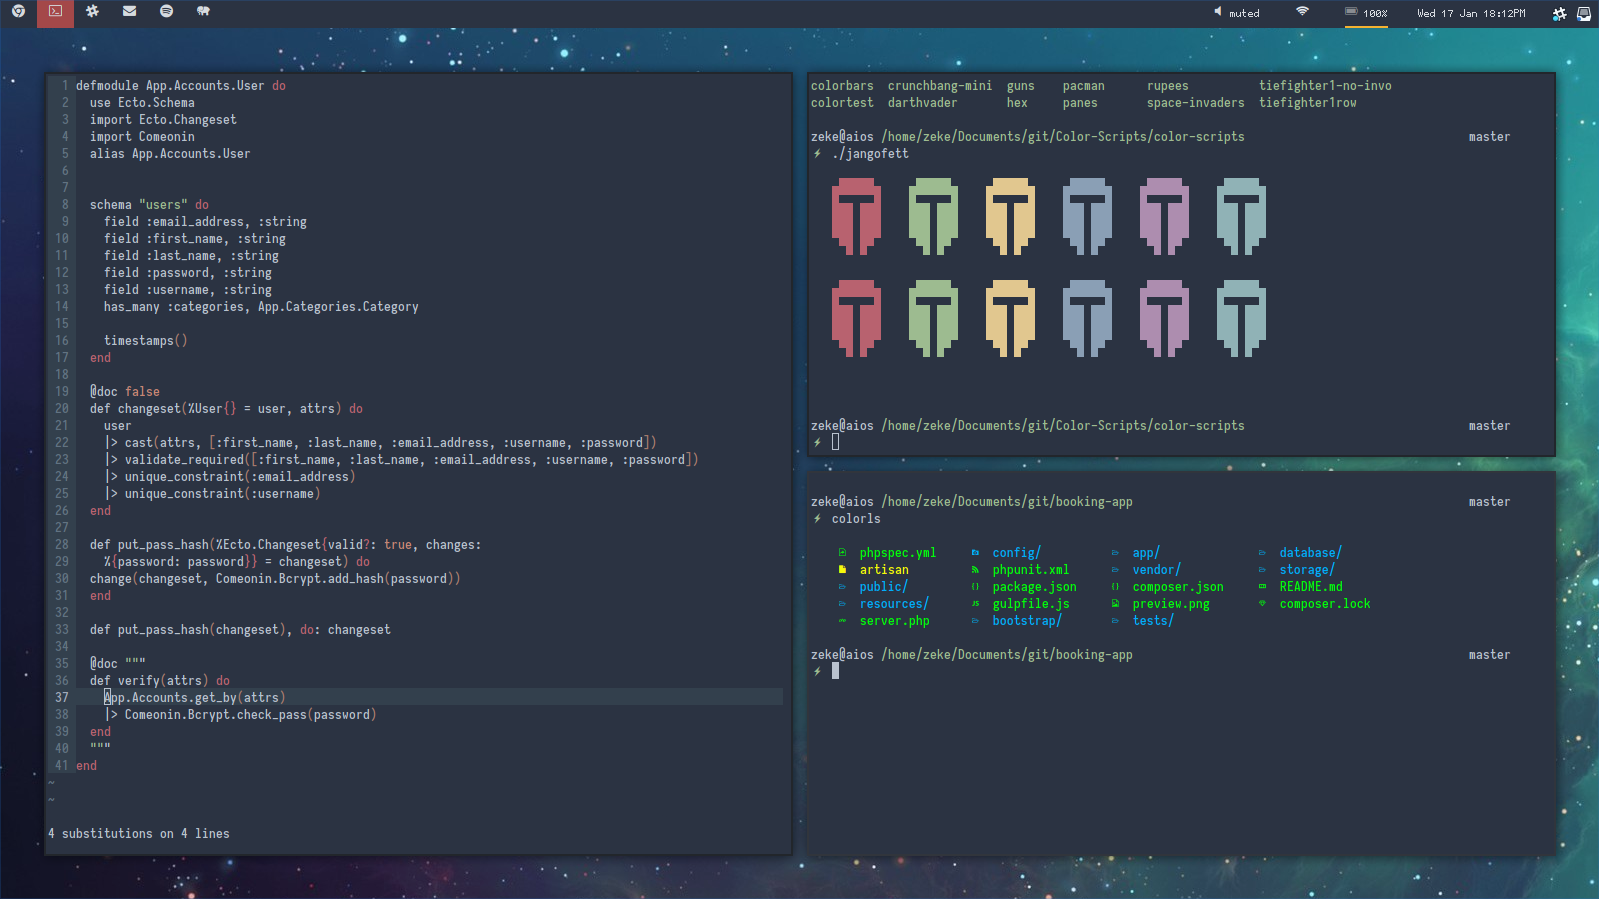 muted
100%
Wed 17 Jan 18:12PM
1 defmodule App.Accounts.User do
2   use Ecto.Schema
3   import Ecto.Changeset
4   import Comeonin
5   alias App.Accounts.User
6
7
8   schema "users" do
9     field :email_address, :string
10     field :first_name, :string
11     field :last_name, :string
12     field :password, :string
13     field :username, :string
14     has_many :categories, App.Categories.Category
15
16     timestamps()
17   end
18
19   @doc false
20   def changeset(%User{} = user, attrs) do
21     user
22     |> cast(attrs, [:first_name, :last_name, :email_address, :username, :password])
23     |> validate_required([:first_name, :last_name, :email_address, :username, :password])
24     |> unique_constraint(:email_address)
25     |> unique_constraint(:username)
26   end
27
28   def put_pass_hash(%Ecto.Changeset{valid?: true, changes:
29     %{password: password}} = changeset) do
30   change(changeset, Comeonin.Bcrypt.add_hash(password))
31   end
32
33   def put_pass_hash(changeset), do: changeset
34
35   @doc """
36   def verify(attrs) do
37     App.Accounts.get_by(attrs)
38     |> Comeonin.Bcrypt.check_pass(password)
39   end
40   """
41 end
~
~
4 substitutions on 4 lines
colorbars crunchbang-mini guns pacman rupees tiefighter1-no-invo
colortest darthvader hex panes space-invaders tiefighter1row
zeke@aios /home/zeke/Documents/git/Color-Scripts/color-scripts master
⚡ ./jangofett
zeke@aios /home/zeke/Documents/git/Color-Scripts/color-scripts master
⚡
zeke@aios /home/zeke/Documents/git/booking-app master
⚡ colorls
phpspec.yml config/ app/ database/
artisan phpunit.xml vendor/ storage/
public/ {} package.json {} composer.json README.md
resources/ JS gulpfile.js preview.png composer.lock
server.php bootstrap/ tests/
zeke@aios /home/zeke/Documents/git/booking-app master
⚡